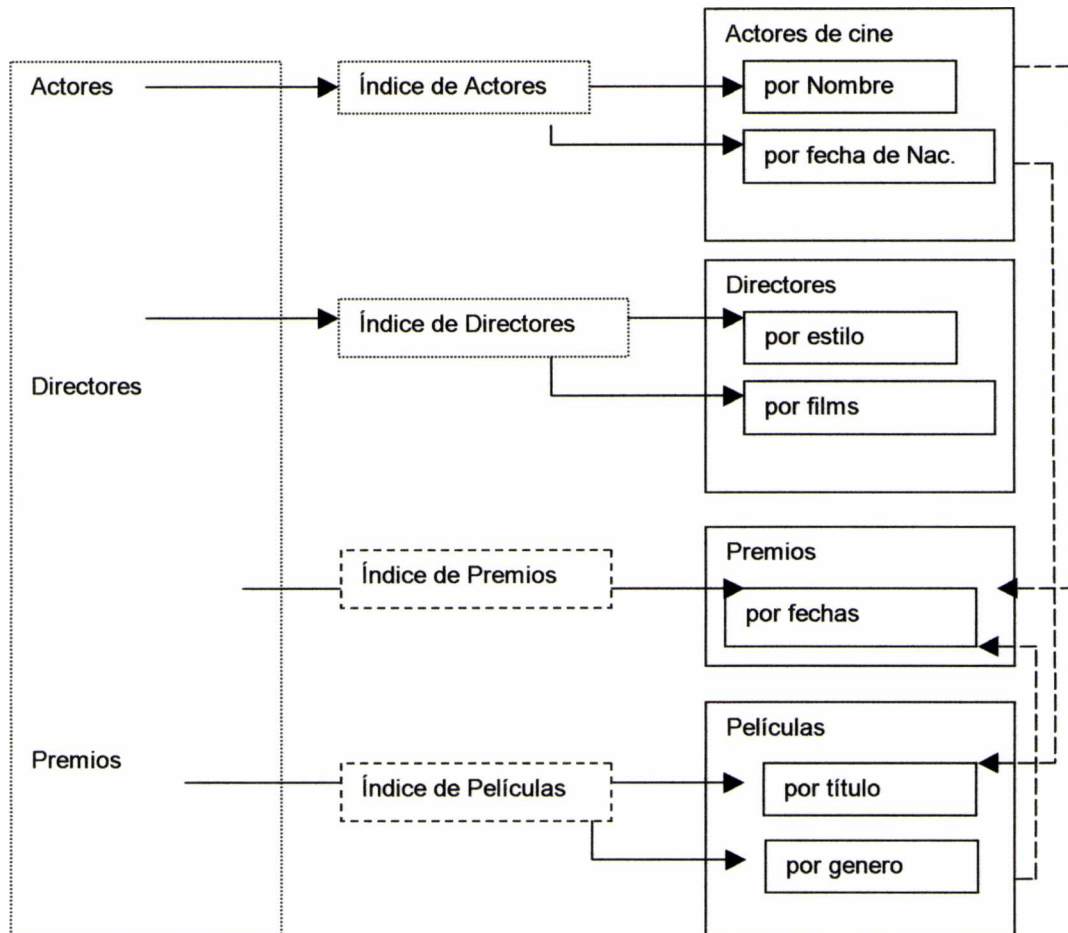 Actores
Índice de Actores
Actores de cine
por Nombre
por fecha de Nac.
Directores
Índice de Directores
Directores
por estilo
por films
Índice de Premios
Premios
por fechas
Premios
Índice de Películas
Películas
por título
por genero